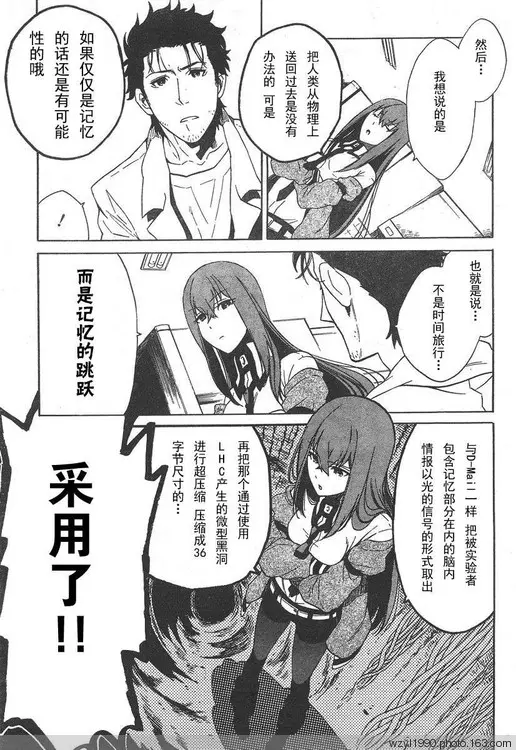 然后…
我想说的是
把人类从物理上
送回过去是没有
办法的 可是
如果仅仅是记忆
的话还是有可能
性的哦
!
也就是说…
不是时间
旅行…
而是记忆的跳跃
与D-Mail一样 把被实验者
包含记忆部分在内的脑内
情报以光的信号的形式取出
再把那个通过使用
LHC产生的微型黑洞
进行超压缩 压缩成36
字节尺寸的…
采用了!!
wzyil1990.photo.163.com